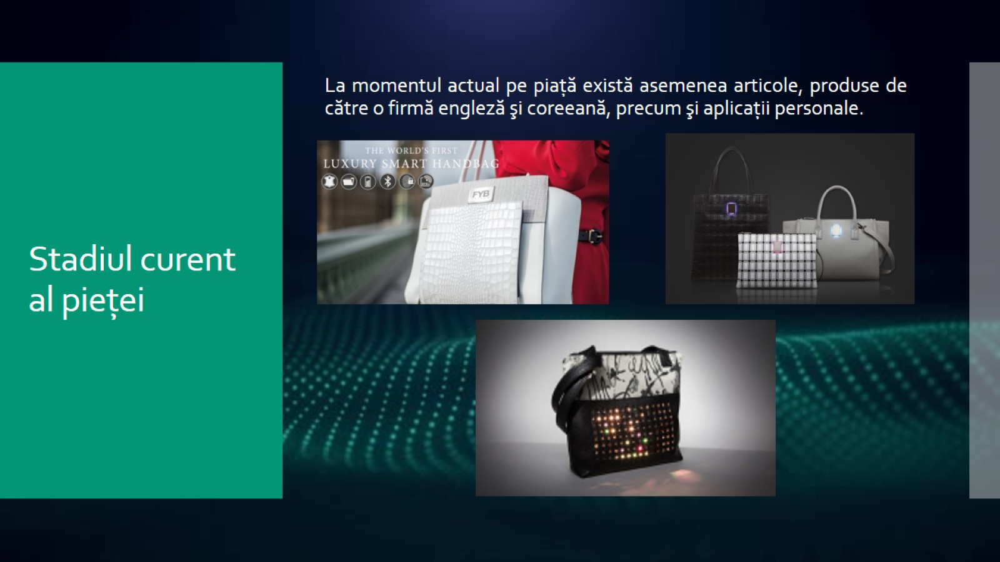 Stadiul curent
al pieței
La momentul actual pe piață există asemenea articole, produse de
către o firmă engleză şi coreeană, precum şi aplicații personale.
THE WORLD'S FIRST
LUXURY SMART HANDBAG
FYB